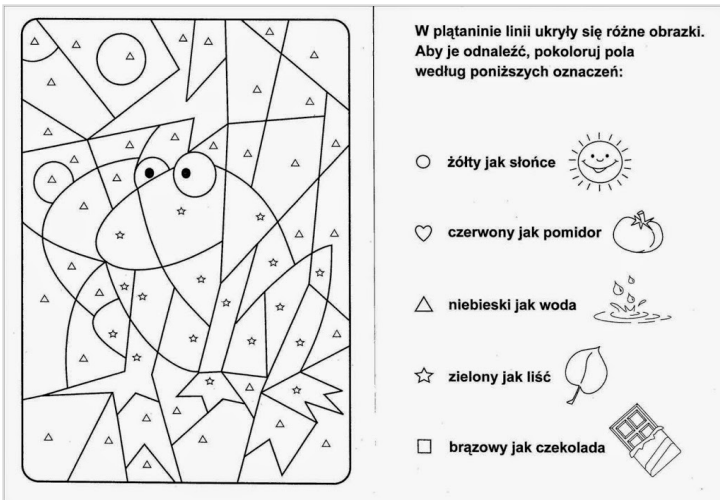 W plątaninie linii ukryły się różne obrazki.
Aby je odnaleźć, pokoloruj pola
według poniższych oznaczeń:
żółty jak słońce
czerwony jak pomidor
niebieski jak woda
zielony jak liść
brązowy jak czekolada